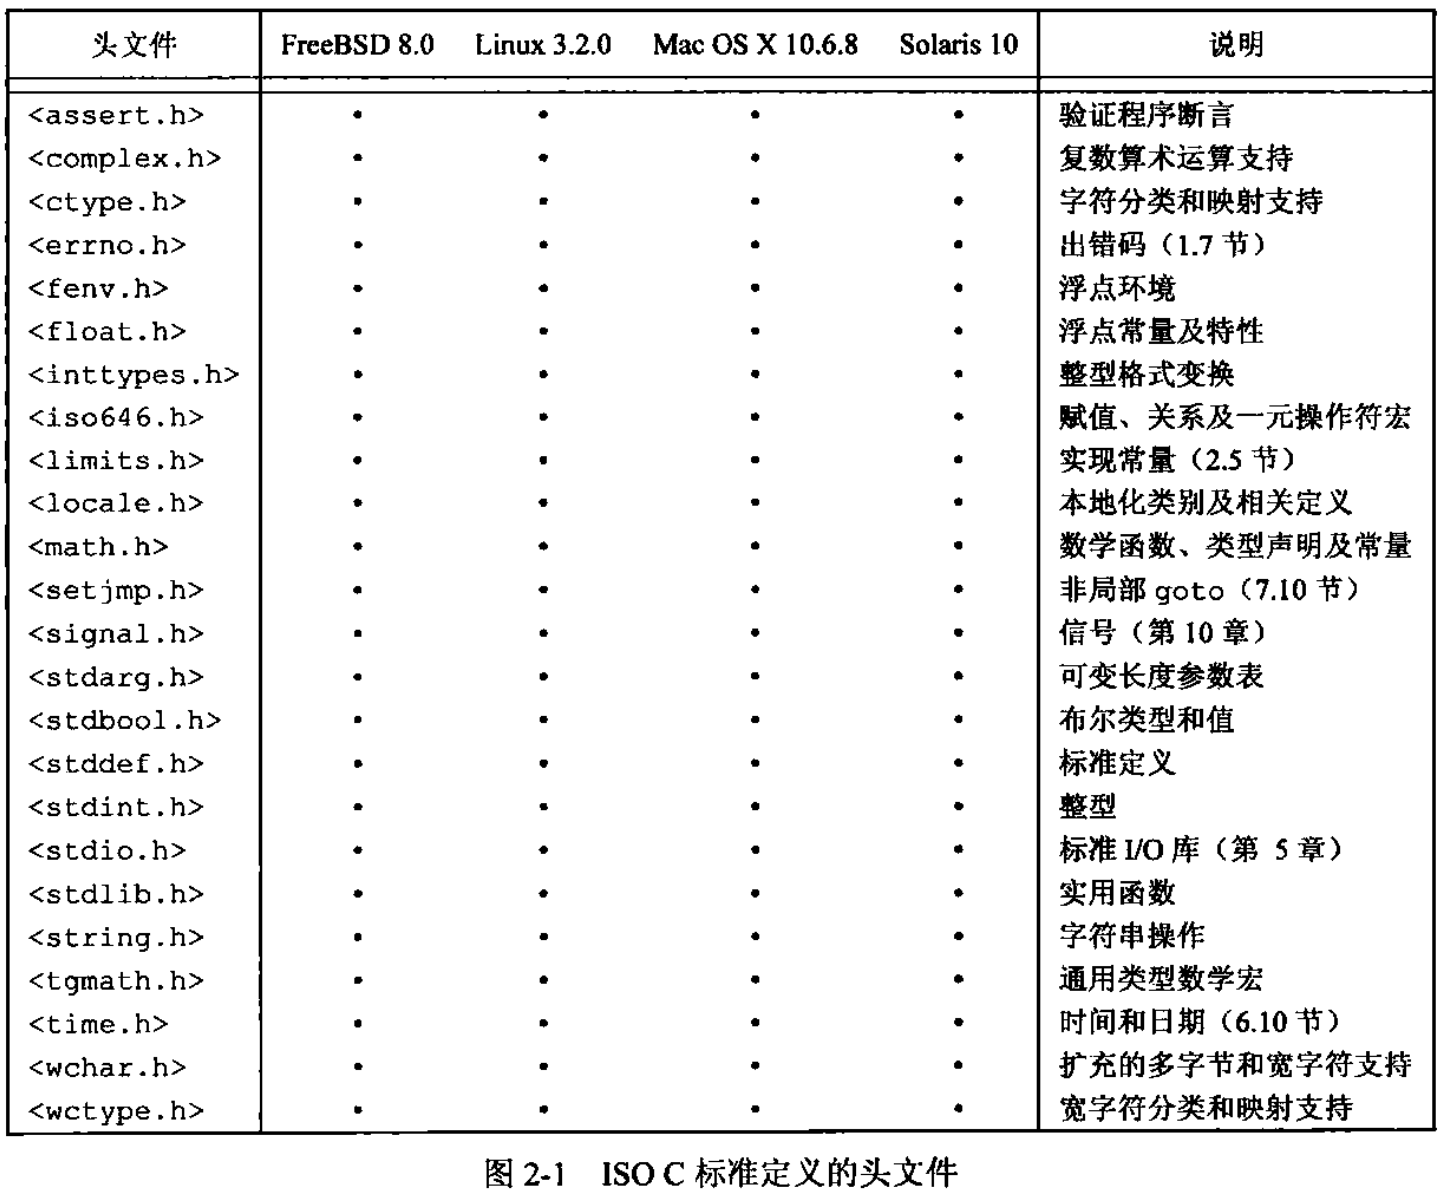 头文件 FreeBSD 8.0 Linux 3.2.0 Mac OS X 10.6.8 Solaris 10 说明
<assert.h> • • • • 验证程序断言
<complex.h> • • • • 复数算术运算支持
<ctype.h> • • • • 字符分类和映射支持
<errno.h> • • • • 出错码（1.7 节）
<fenv.h> • • • • 浮点环境
<float.h> • • • • 浮点常量及特性
<inttypes.h> • • • • 整型格式变换
<iso646.h> • • • • 赋值、关系及一元操作符宏
<limits.h> • • • • 实现常量（2.5 节）
<locale.h> • • • • 本地化类别及相关定义
<math.h> • • • • 数学函数、类型声明及常量
<setjmp.h> • • • • 非局部 goto（7.10 节）
<signal.h> • • • • 信号（第 10 章）
<stdarg.h> • • • • 可变长度参数表
<stdbool.h> • • • • 布尔类型和值
<stddef.h> • • • • 标准定义
<stdint.h> • • • • 整型
<stdio.h> • • • • 标准 I/O 库（第 5 章）
<stdlib.h> • • • • 实用函数
<string.h> • • • • 字符串操作
<tgmath.h> • • • • 通用类型数学宏
<time.h> • • • • 时间和日期（6.10 节）
<wchar.h> • • • • 扩充的多字节和宽字符支持
<wctype.h> • • • • 宽字符分类和映射支持
图 2-1 ISO C 标准定义的头文件